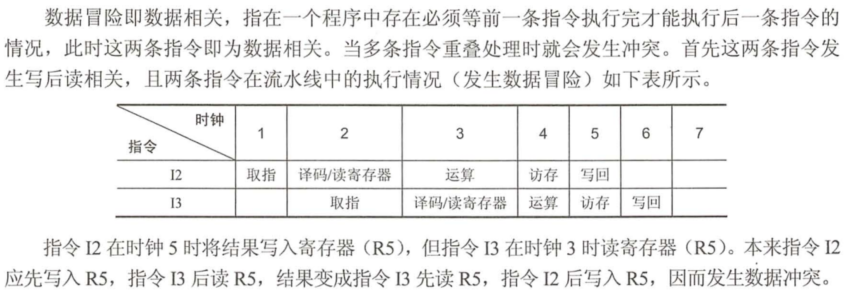 数据冒险即数据相关，指在一个程序中存在必须等前一条指令执行完才能执行后一条指令的
情况，此时这两条指令即为数据相关。当多条指令重叠处理时就会发生冲突。首先这两条指令发
生写后读相关，且两条指令在流水线中的执行情况（发生数据冒险）如下表所示。
时钟 1 2 3 4 5 6 7
指令
I2 取指 译码/读寄存器 运算 访存 写回
I3 取指 译码/读寄存器 运算 访存 写回
指令 I2 在时钟 5 时将结果写入寄存器（R5），但指令 I3 在时钟 3 时读寄存器（R5）。本来指令 I2
应先写入 R5，指令 I3 后读 R5，结果变成指令 I3 先读 R5，指令 I2 后写入 R5，因而发生数据冲突。